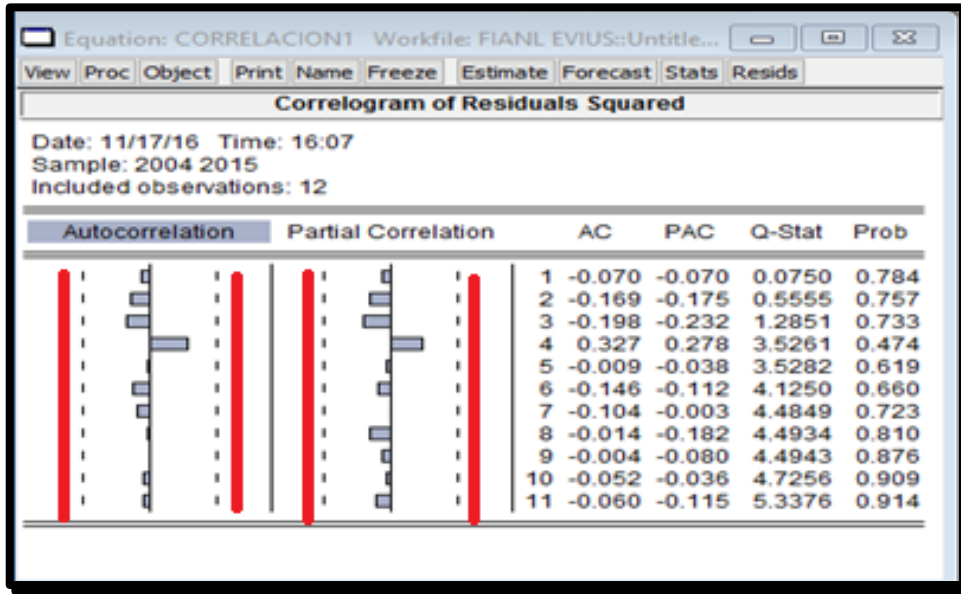 Equation: CORRELACION1 Workfile: FIANL EVIUS::Untitle...
View Proc Object Print Name Freeze Estimate Forecast Stats Resids
Correlogram of Residuals Squared
Date: 11/17/16 Time: 16:07
Sample: 2004 2015
Included observations: 12
Autocorrelation Partial Correlation AC PAC Q-Stat Prob
1 -0.070 -0.070 0.0750 0.784
2 -0.169 -0.175 0.5555 0.757
3 -0.198 -0.232 1.2851 0.733
4 0.327 0.278 3.5261 0.474
5 -0.009 -0.038 3.5282 0.619
6 -0.146 -0.112 4.1250 0.660
7 -0.104 -0.003 4.4849 0.723
8 -0.014 -0.182 4.4934 0.810
9 -0.004 -0.080 4.4943 0.876
10 -0.052 -0.036 4.7256 0.909
11 -0.060 -0.115 5.3376 0.914